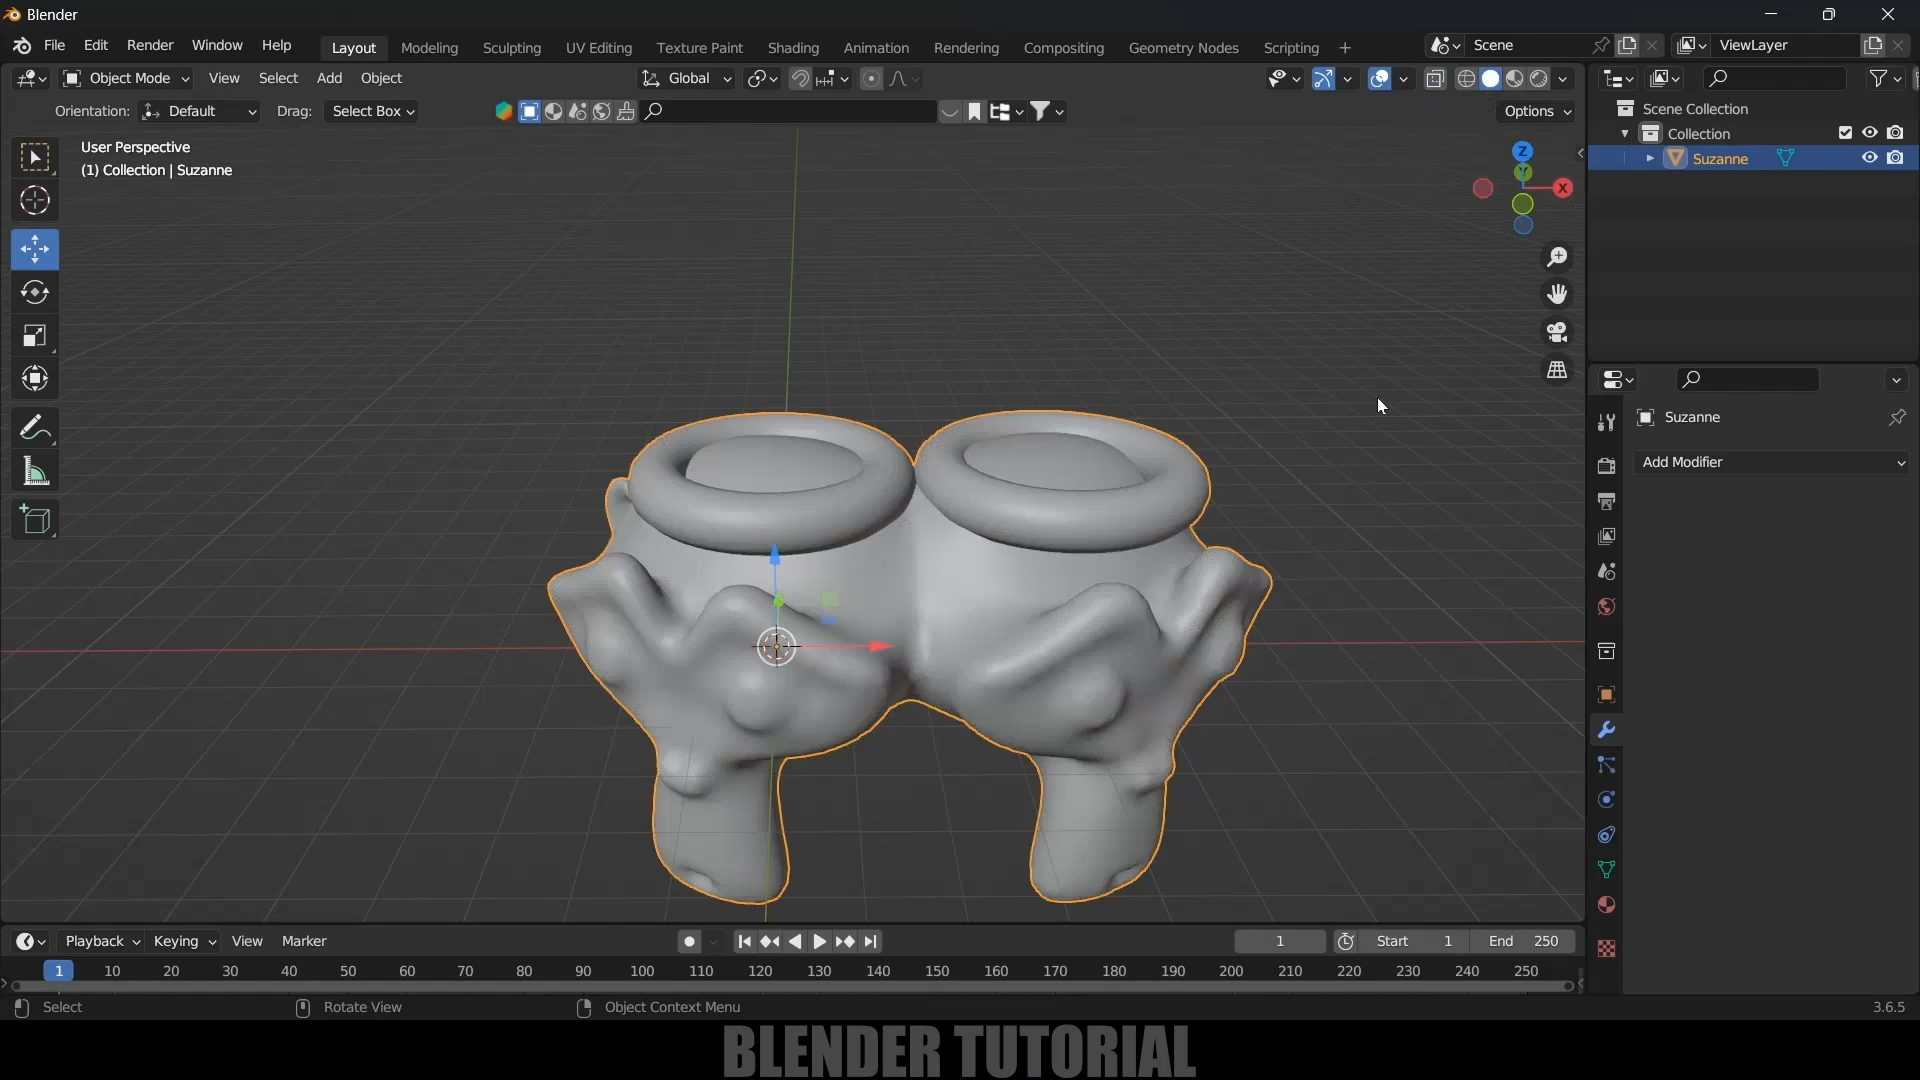 Blender
File Edit Render Window Help Layout Modeling Sculpting UV Editing Texture Paint Shading Animation Rendering Compositing Geometry Nodes Scripting + Scene ViewLayer
Object Mode View Select Add Object Global
Orientation: Default Drag: Select Box Options
User Perspective
(1) Collection | Suzanne
Z
Y
X
Scene Collection
Collection
Suzanne
Suzanne
Add Modifier
Playback Keying View Marker 1 Start 1 End 250
1 10 20 30 40 50 60 70 80 90 100 110 120 130 140 150 160 170 180 190 200 210 220 230 240 250
Select Rotate View Object Context Menu 3.6.5
BLENDER TUTORIAL